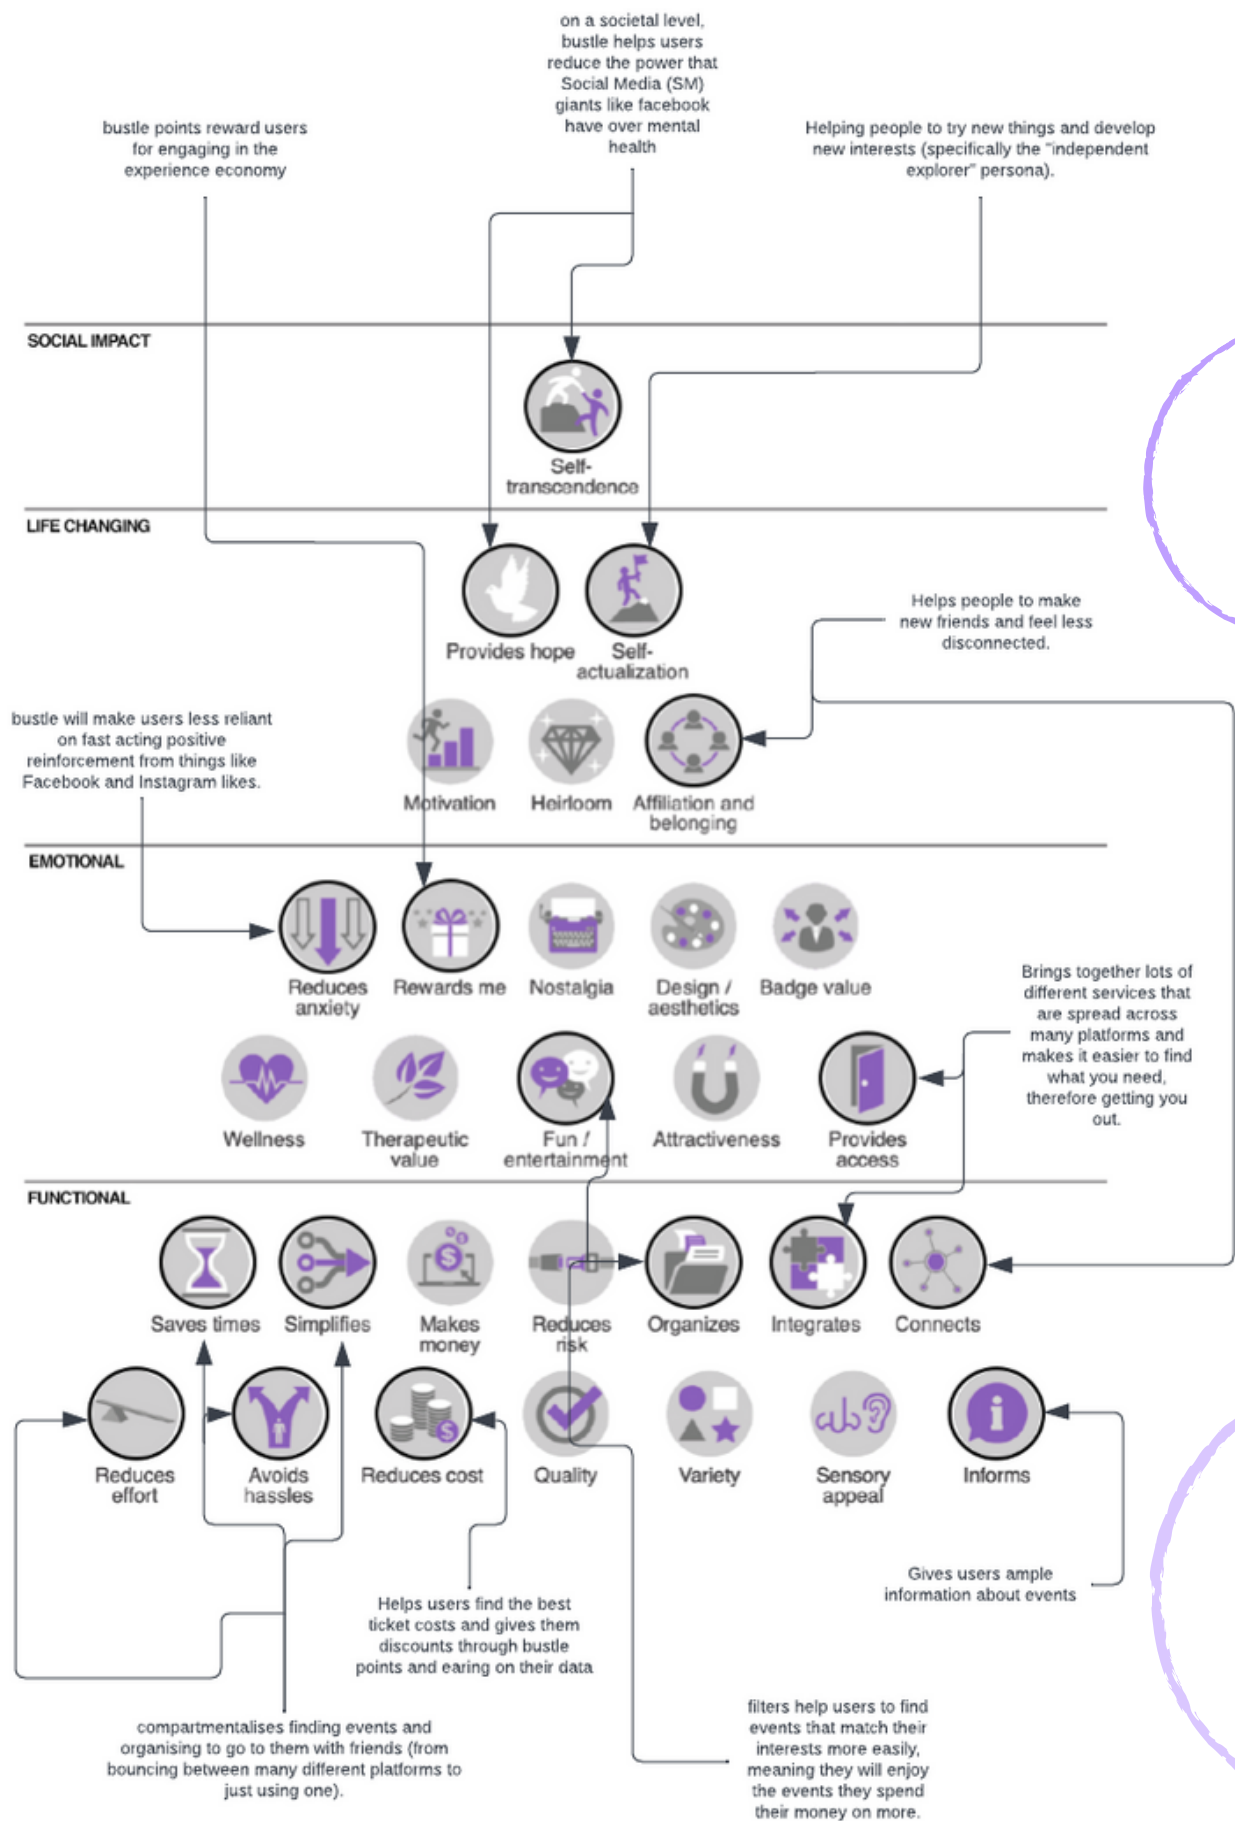 on a societal level,
bustle helps users
reduce the power that
Social Media (SM)
giants like facebook
have over mental
health
bustle points reward users
for engaging in the
experience economy
Helping people to try new things and develop
new interests (specifically the "independent
explorer" persona).
SOCIAL IMPACT
Self-
transcendence
LIFE CHANGING
Provides hope
Self-
actualization
Helps people to make
new friends and feel less
disconnected.
bustle will make users less reliant
on fast acting positive
reinforcement from things like
Facebook and Instagram likes.
Motivation
Heirloom
Affiliation and
belonging
EMOTIONAL
Reduces
anxiety
Rewards me
Nostalgia
Design /
aesthetics
Badge value
Brings together lots of
different services that
are spread across
many platforms and
makes it easier to find
what you need,
therefore getting you
out.
Wellness
Therapeutic
value
Fun /
entertainment
Attractiveness
Provides
access
FUNCTIONAL
Saves times
Simplifies
Makes
money
Reduces
risk
Organizes
Integrates
Connects
Reduces
effort
Avoids
hassles
Reduces cost
Quality
Variety
Sensory
appeal
Informs
Gives users ample
information about events
Helps users find the best
ticket costs and gives them
discounts through bustle
points and earing on their data
compartmentalises finding events and
organising to go to them with friends (from
bouncing between many different platforms to
just using one).
filters help users to find
events that match their
interests more easily,
meaning they will enjoy
the events they spend
their money on more.